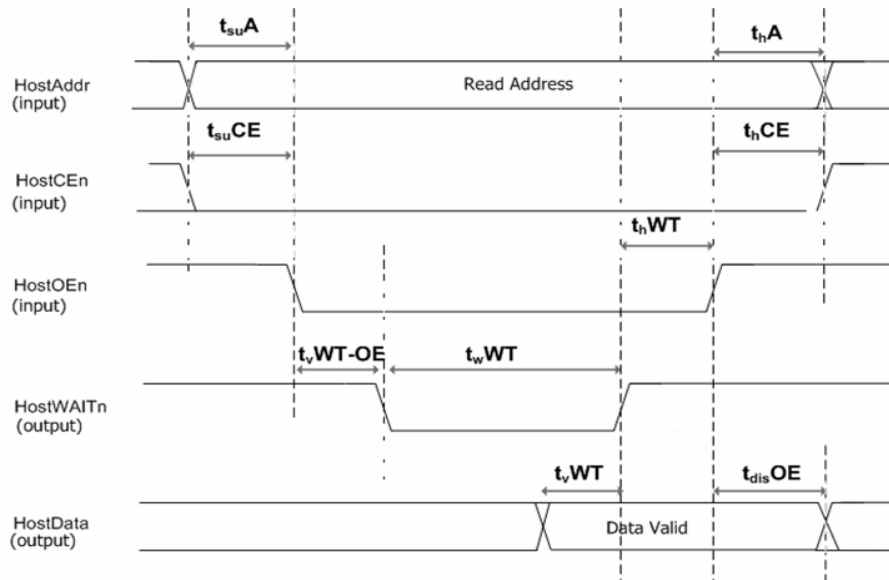 tsuA
thA
HostAddr
(input)
Read Address
tsuCE
thCE
HostCEn
(input)
thWT
HostOEn
(input)
tvWT-OE
twWT
HostWAITn
(output)
tvWT
tdisOE
HostData
(output)
Data Valid